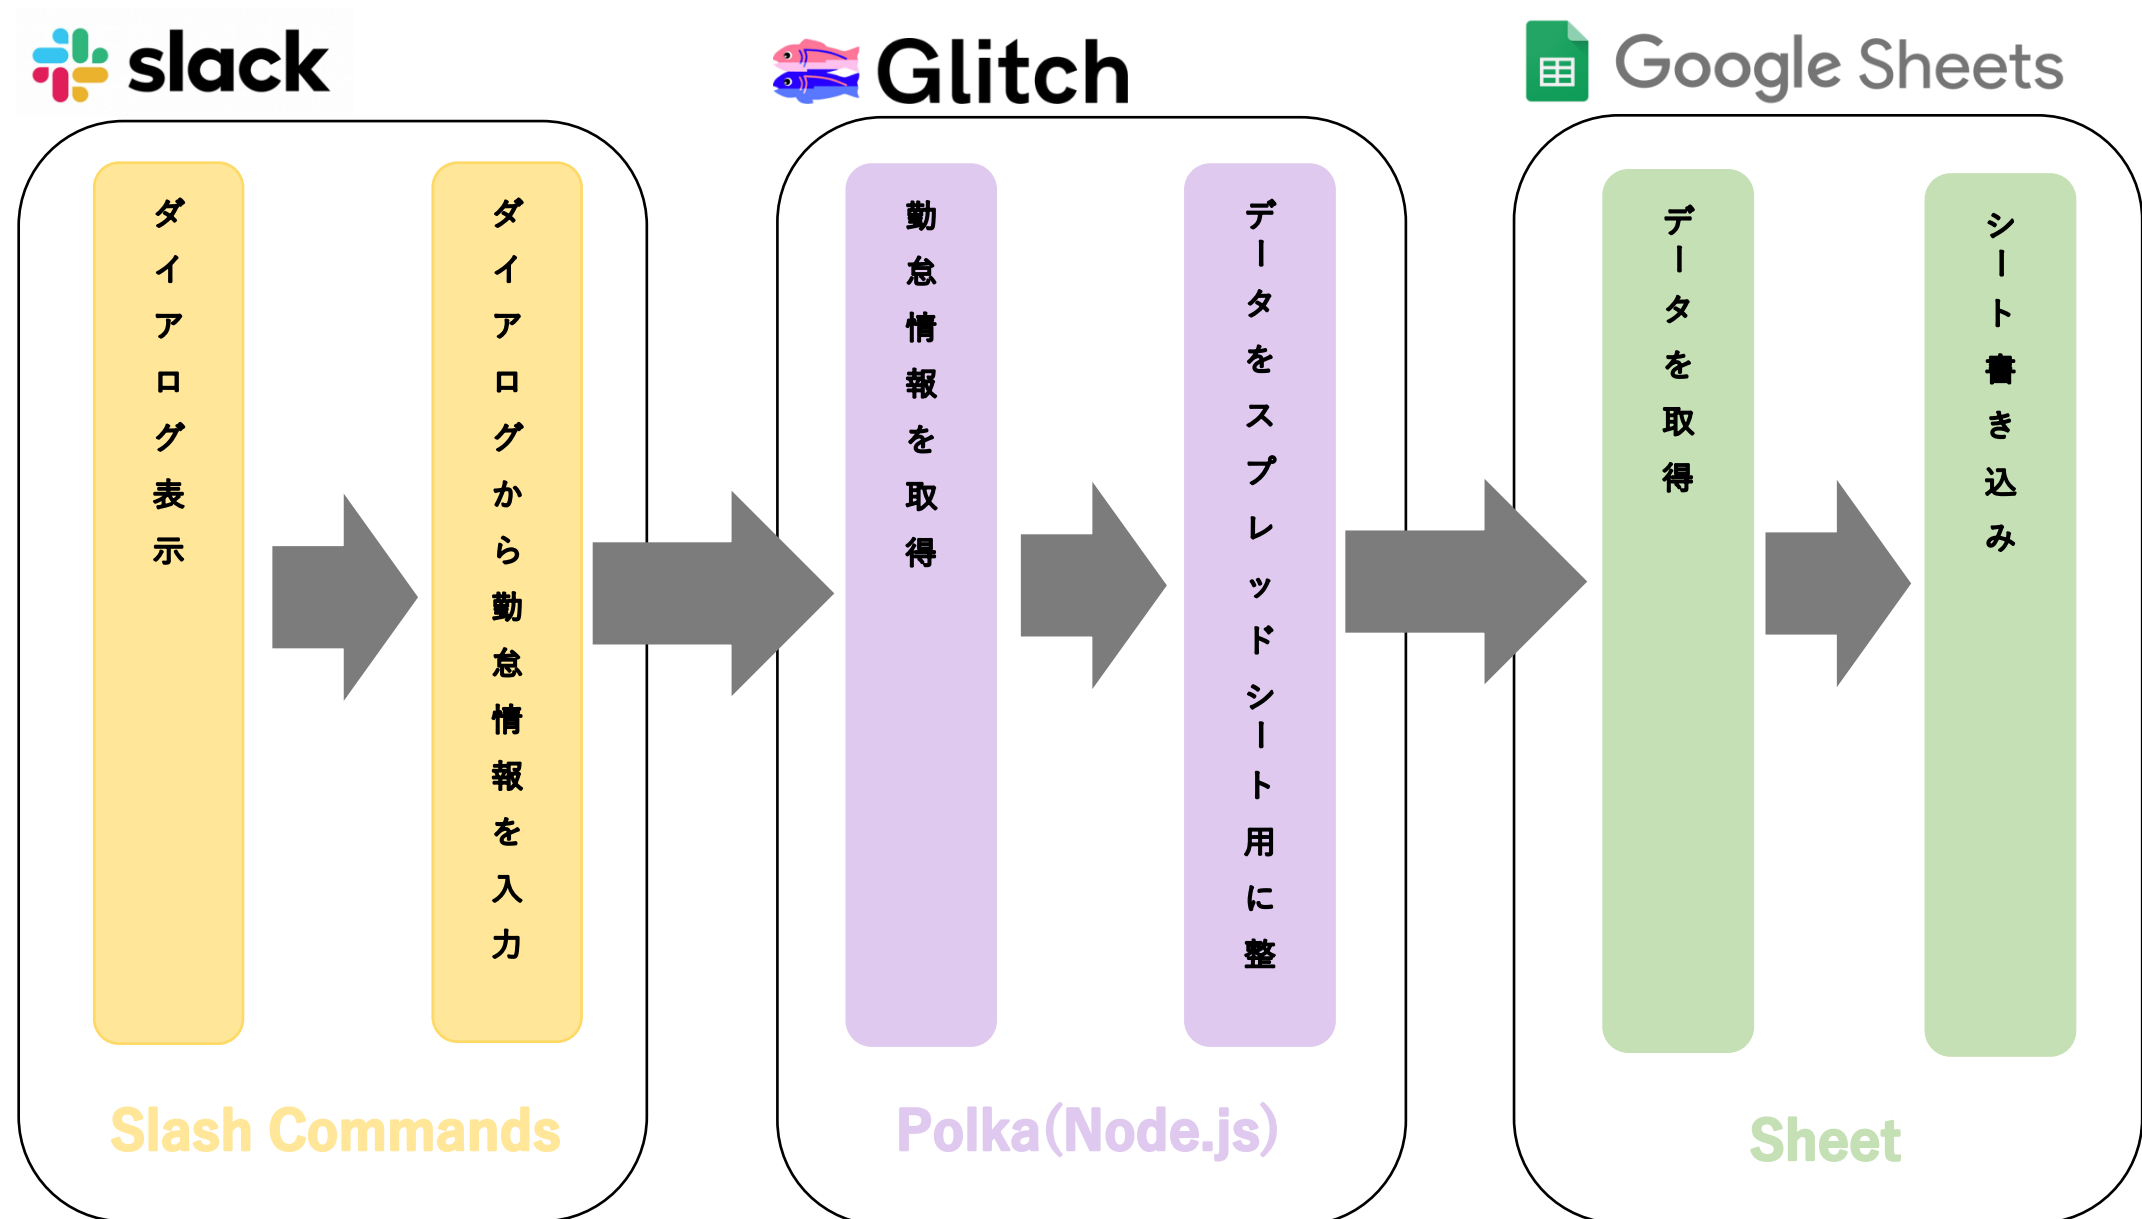 slack
ダイアログ表示
ダイアログから勤怠情報を入力
Slash Commands
Glitch
勤怠情報を取得
データをスプレッドシート用に整
Polka(Node.js)
Google Sheets
データを取得
シート書き込み
Sheet